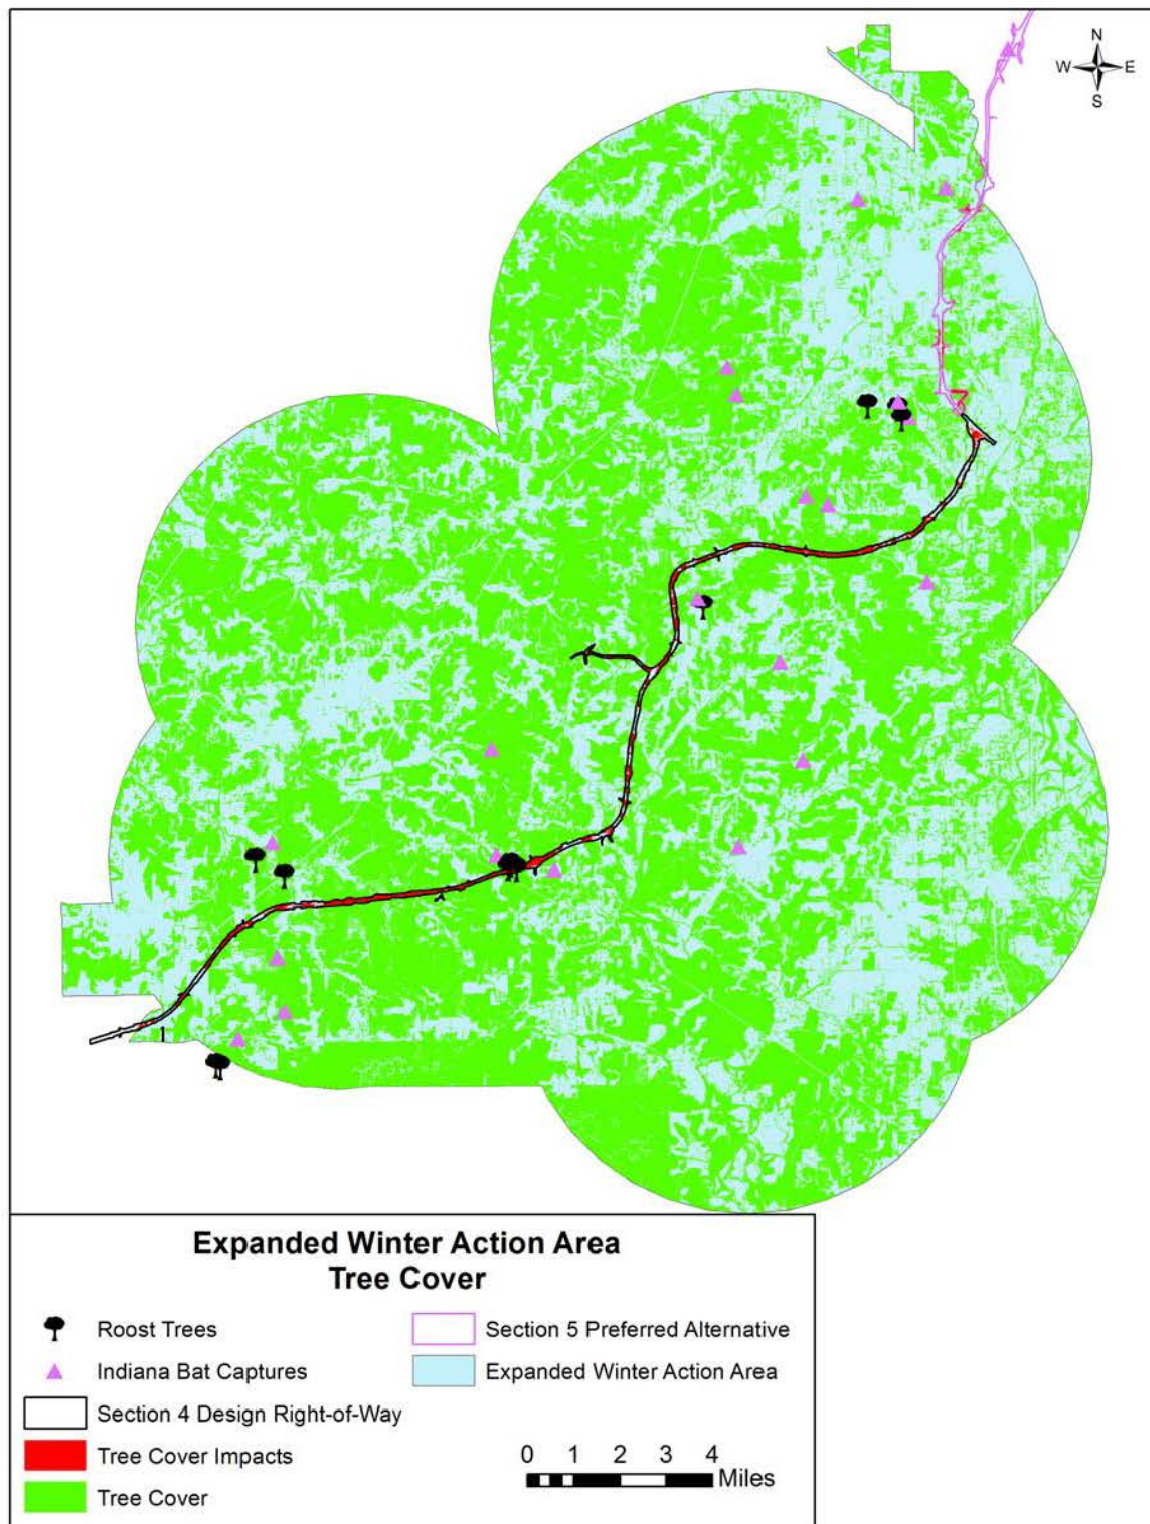 N
W E
S
Expanded Winter Action Area
Tree Cover
Roost Trees
Indiana Bat Captures
Section 4 Design Right-of-Way
Tree Cover Impacts
Tree Cover
Section 5 Preferred Alternative
Expanded Winter Action Area
0 1 2 3 4
Miles